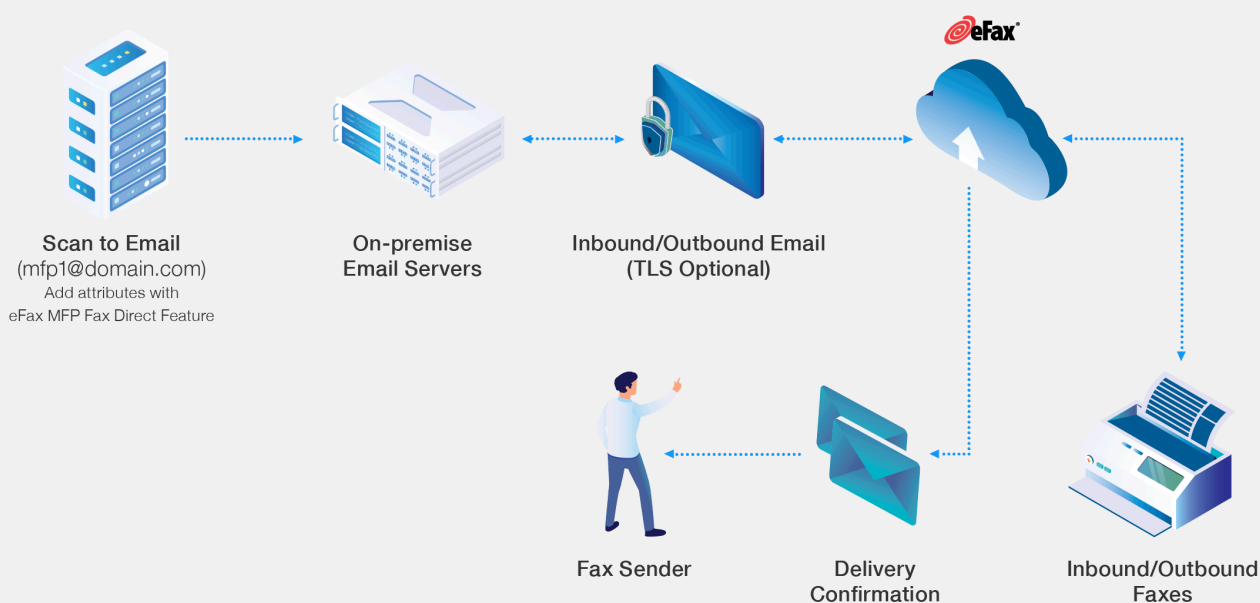 eFax®
Scan to Email
(mfp1@domain.com)
Add attributes with
eFax MFP Fax Direct Feature
On-premise
Email Servers
Inbound/Outbound Email
(TLS Optional)
Fax Sender
Delivery
Confirmation
Inbound/Outbound
Faxes